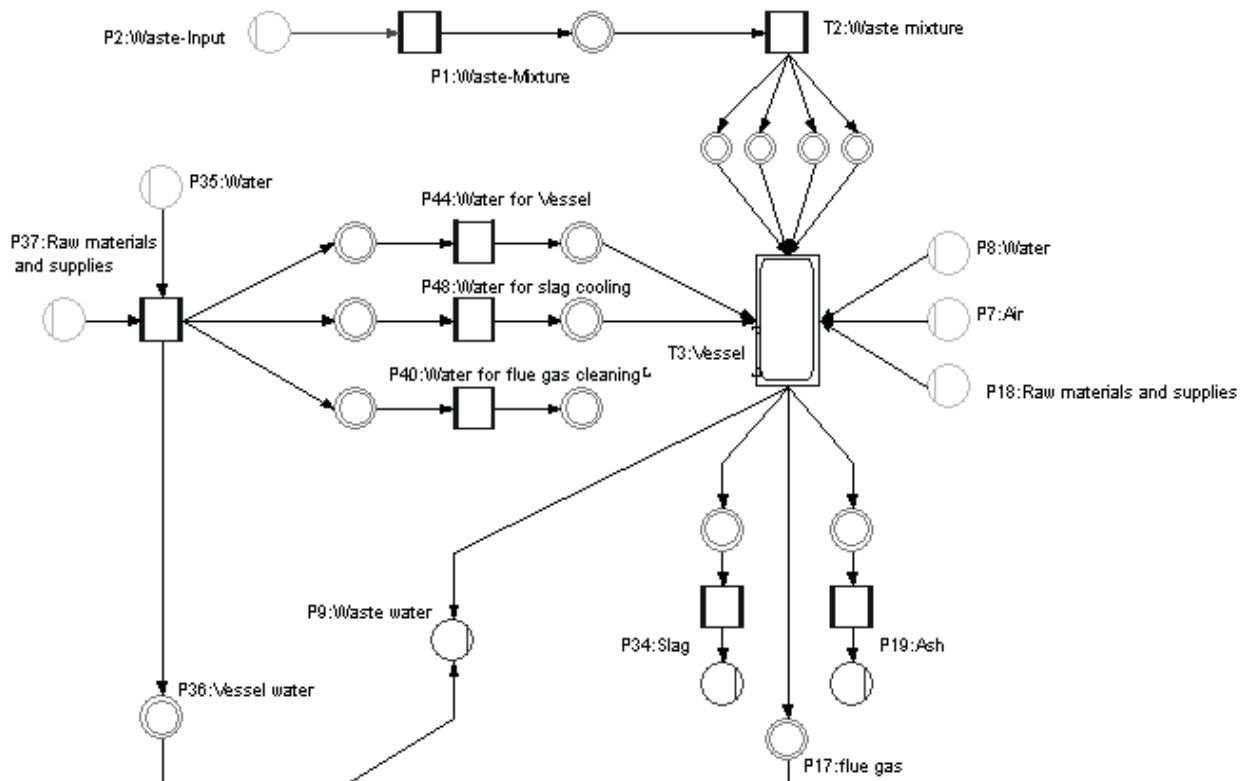 P2:Waste-Input
T2:Waste mixture
P1:Waste-Mixture
P35:Water
P44:Water for Vessel
P37:Raw materials
and supplies
P8:Water
P48:Water for slag cooling
P7:Air
T3:Vessel
P40:Water for flue gas cleaning
P18:Raw materials and supplies
P9:Waste water
P34:Slag
P19:Ash
P36:Vessel water
P17:flue gas